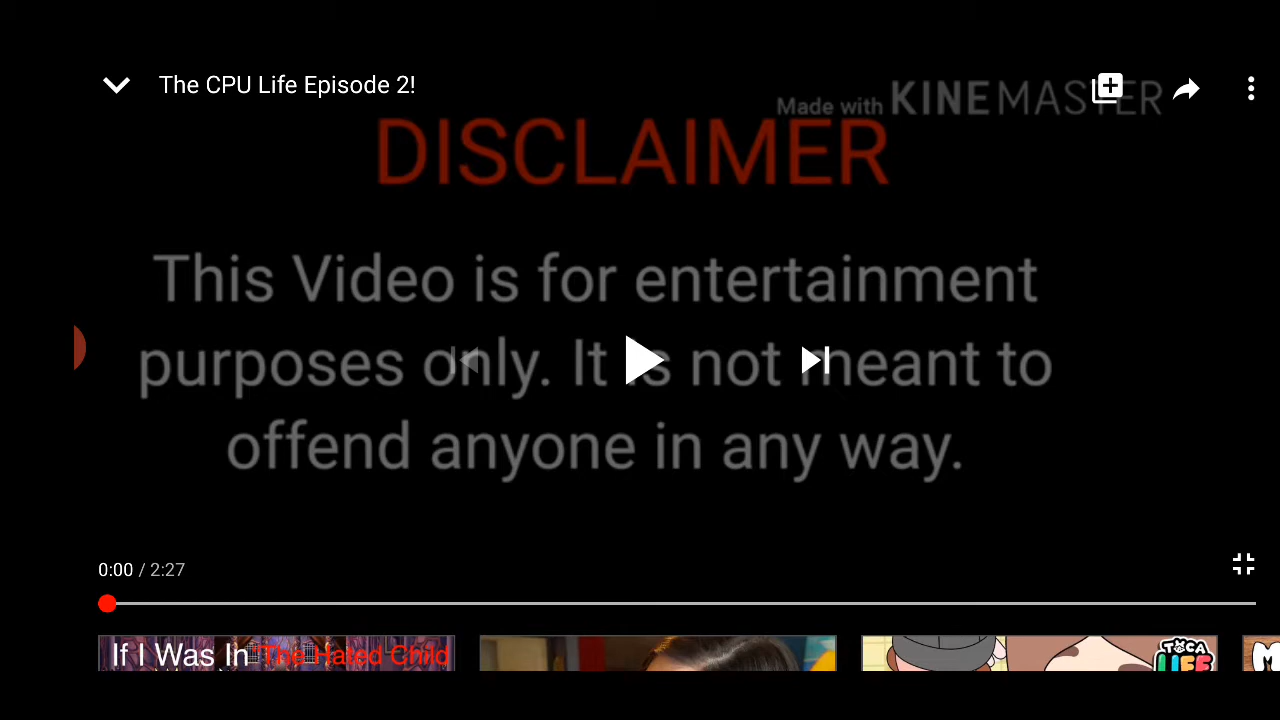 The CPU Life Episode 2!
Made with KINEMASTER
DISCLAIMER
This Video is for entertainment
purposes only. It is not meant to
offend anyone in any way.
0:00 / 2:27
If I Was In "The Hated Child
TOCA
LIFE